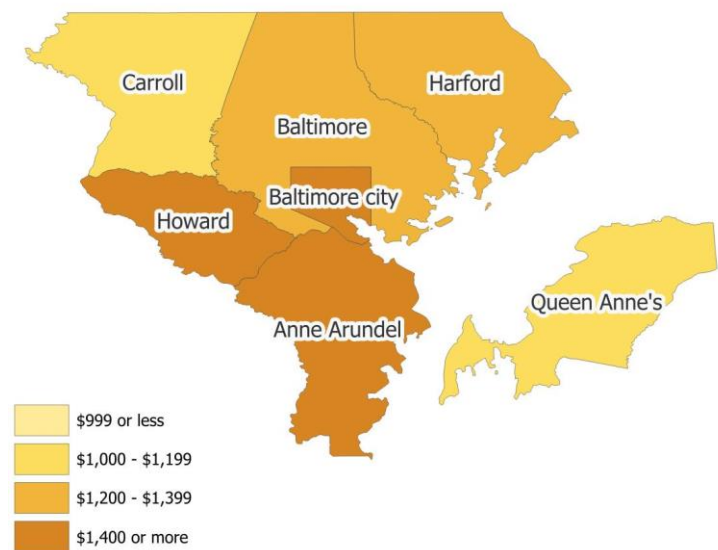 Carroll
Harford
Baltimore
Baltimore city
Howard
Queen Anne's
Anne Arundel
$999 or less
$1,000 - $1,199
$1,200 - $1,399
$1,400 or more